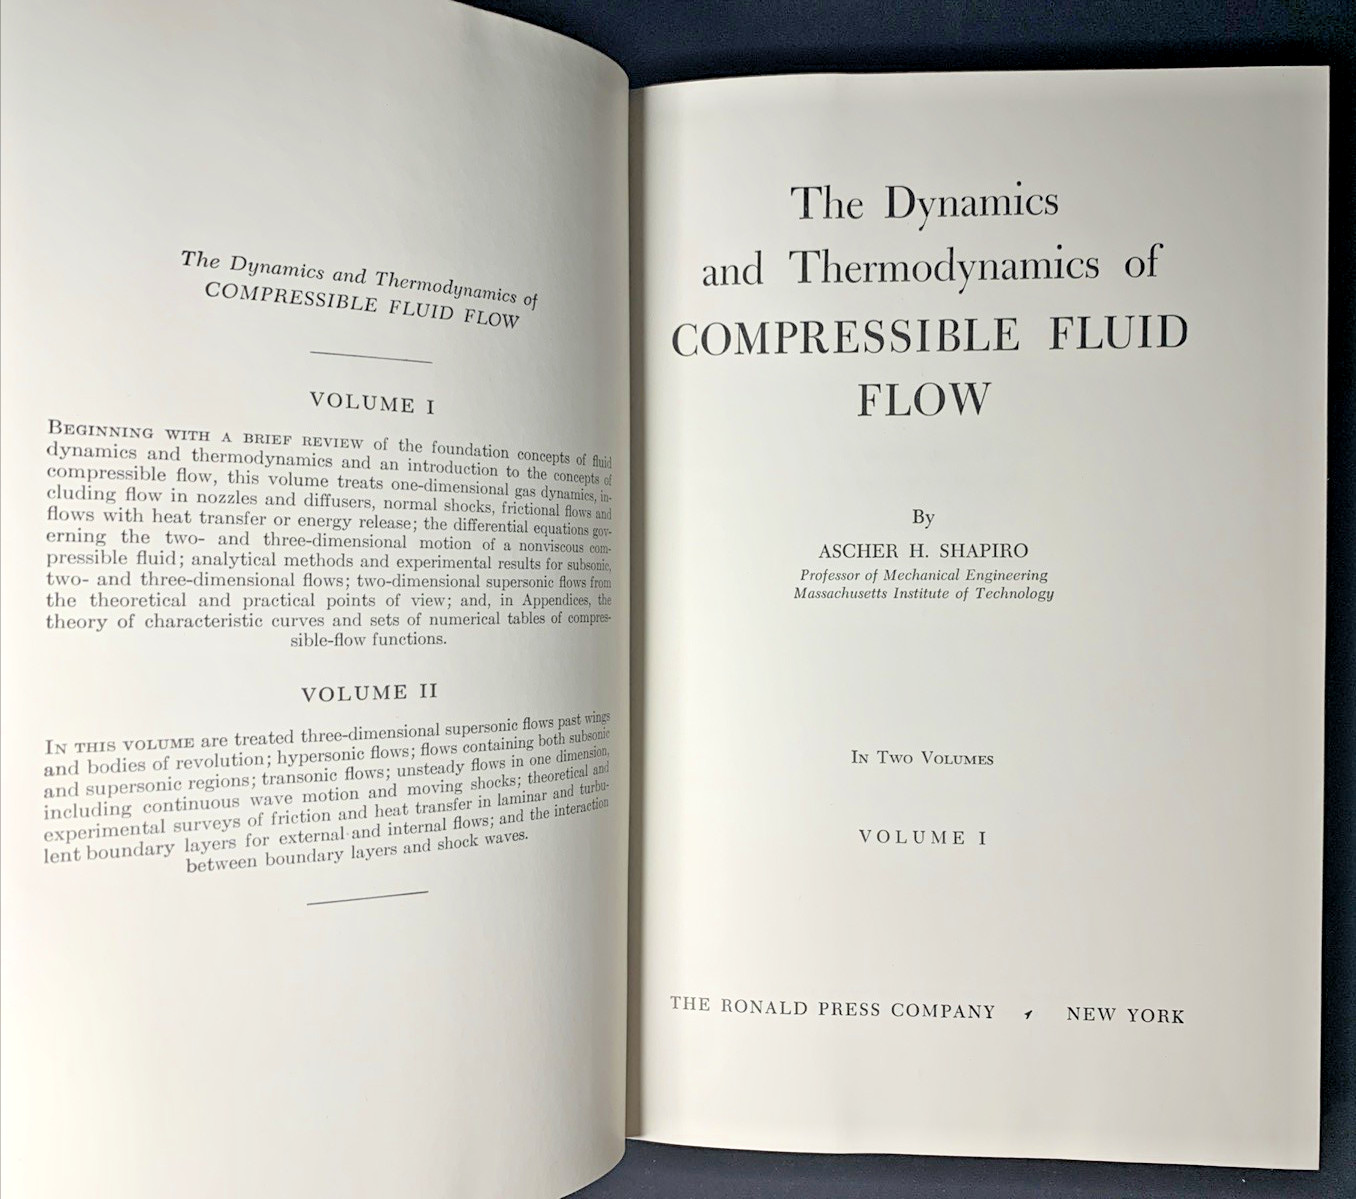 The Dynamics and Thermodynamics of
COMPRESSIBLE FLUID FLOW
VOLUME I
BEGINNING WITH A BRIEF REVIEW of the foundation concepts of fluid
dynamics and thermodynamics and an introduction to the concepts of
compressible flow, this volume treats one-dimensional gas dynamics, in-
cluding flow in nozzles and diffusers, normal shocks, frictional flows and
flows with heat transfer or energy release; the differential equations gov-
erning the two- and three-dimensional motion of a nonviscous com-
pressible fluid; analytical methods and experimental results for subsonic,
two- and three-dimensional flows; two-dimensional supersonic flows from
the theoretical and practical points of view; and, in Appendices, the
theory of characteristic curves and sets of numerical tables of compres-
sible-flow functions.
VOLUME II
IN THIS VOLUME are treated three-dimensional supersonic flows past wings
and bodies of revolution; hypersonic flows; flows containing both subsonic
and supersonic regions; transonic flows; unsteady flows in one dimension,
including continuous wave motion and moving shocks; theoretical and
experimental surveys of friction and heat transfer in laminar and turbu-
lent boundary layers for external and internal flows; and the interaction
between boundary layers and shock waves.
The Dynamics
and Thermodynamics of
COMPRESSIBLE FLUID
FLOW
By
ASCHER H. SHAPIRO
Professor of Mechanical Engineering
Massachusetts Institute of Technology
IN TWO VOLUMES
VOLUME I
THE RONALD PRESS COMPANY NEW YORK